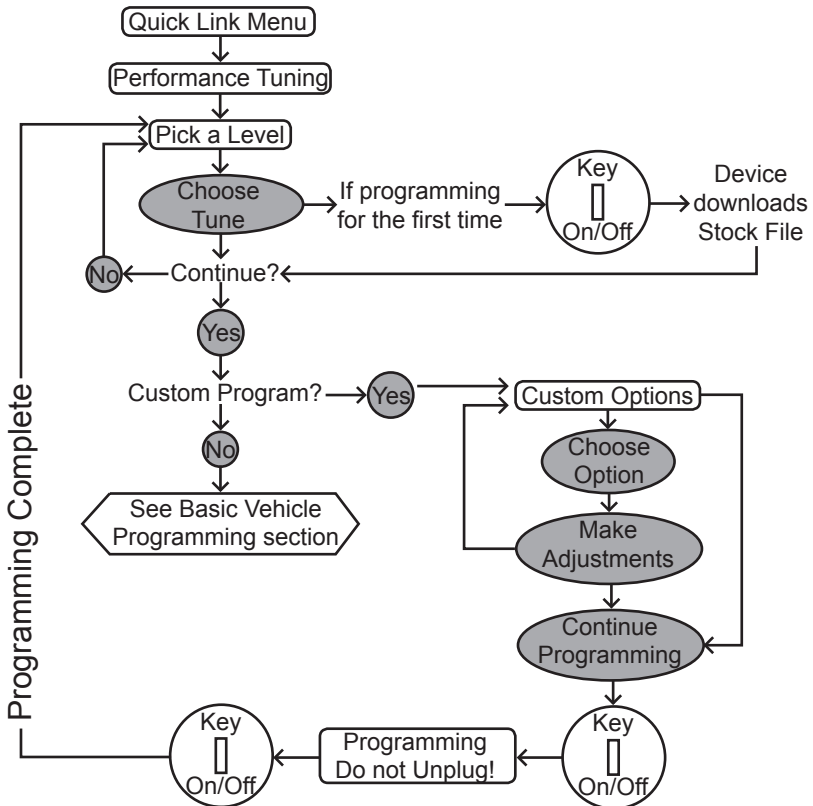 Quick Link Menu
Performance Tuning
Pick a Level
Choose
Tune
If programming
for the first time
Key
On/Off
Device
downloads
Stock File
No
Continue?
Yes
Custom Program?
Yes
Custom Options
No
Choose
Option
See Basic Vehicle
Programming section
Make
Adjustments
Continue
Programming
Key
On/Off
Programming
Do not Unplug!
Key
On/Off
Programming Complete